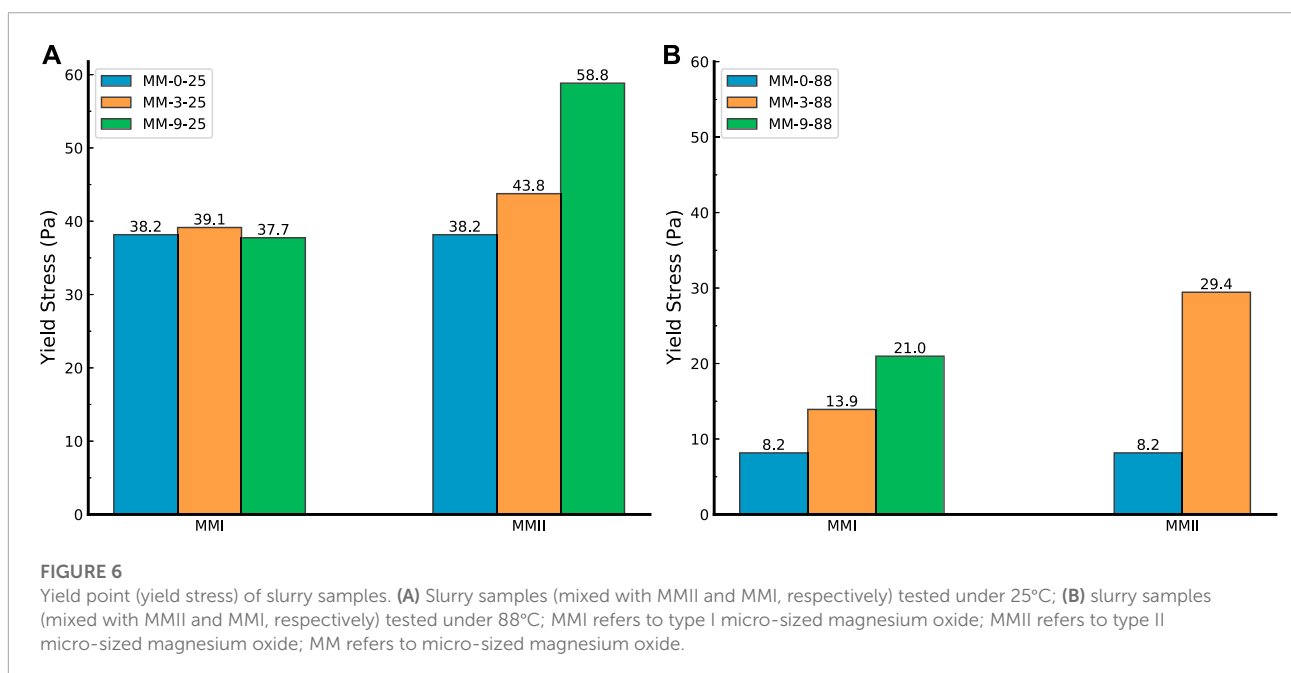 A
MM-0-25
MM-3-25
MM-9-25
Yield Stress (Pa)
60
50
40
30
20
10
0
38.2
39.1
37.7
38.2
43.8
58.8
MMI
MMII
B
MM-0-88
MM-3-88
MM-9-88
Yield Stress (Pa)
60
50
40
30
20
10
0
8.2
13.9
21.0
8.2
29.4
MMI
MMII
FIGURE 6
Yield point (yield stress) of slurry samples. (A) Slurry samples (mixed with MMII and MMI, respectively) tested under 25°C; (B) slurry samples
(mixed with MMII and MMI, respectively) tested under 88°C; MMI refers to type I micro-sized magnesium oxide; MMII refers to type II
micro-sized magnesium oxide; MM refers to micro-sized magnesium oxide.